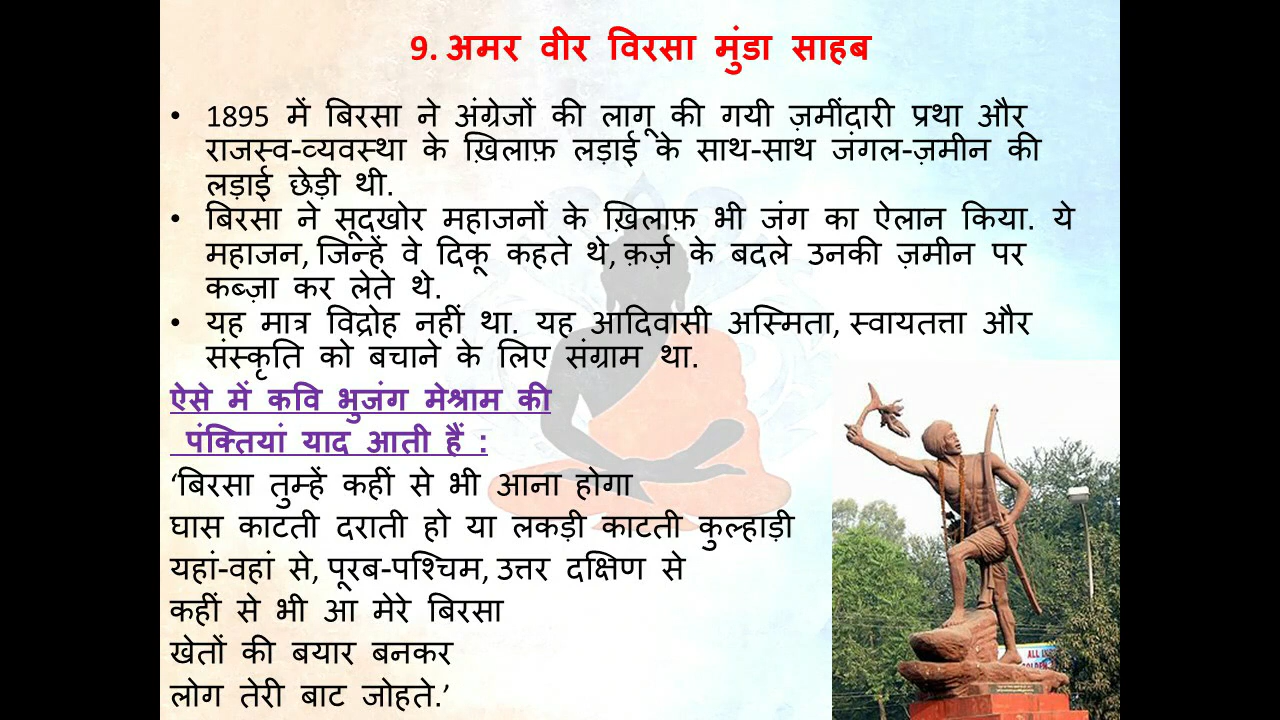 9. अमर वीर विरसा मुंडा साहब
• 1895 में बिरसा ने अंग्रेजों की लागू की गयी ज़मींदारी प्रथा और
राजस्व-व्यवस्था के ख़िलाफ़ लड़ाई के साथ-साथ जंगल-ज़मीन की
लड़ाई छेड़ी थी.
• बिरसा ने सूदखोर महाजनों के ख़िलाफ़ भी जंग का ऐलान किया. ये
महाजन, जिन्हें वे दिकू कहते थे, क़र्ज़ के बदले उनकी ज़मीन पर
कब्ज़ा कर लेते थे.
• यह मात्र विद्रोह नहीं था. यह आदिवासी अस्मिता, स्वायतत्ता और
संस्कृति को बचाने के लिए संग्राम था.
ऐसे में कवि भुजंग मेश्राम की
पंक्तियां याद आती हैं :
‘बिरसा तुम्हें कहीं से भी आना होगा
घास काटती दराती हो या लकड़ी काटती कुल्हाड़ी
यहां-वहां से, पूरब-पश्चिम, उत्तर दक्षिण से
कहीं से भी आ मेरे बिरसा
खेतों की बयार बनकर
लोग तेरी बाट जोहते.’
ALL